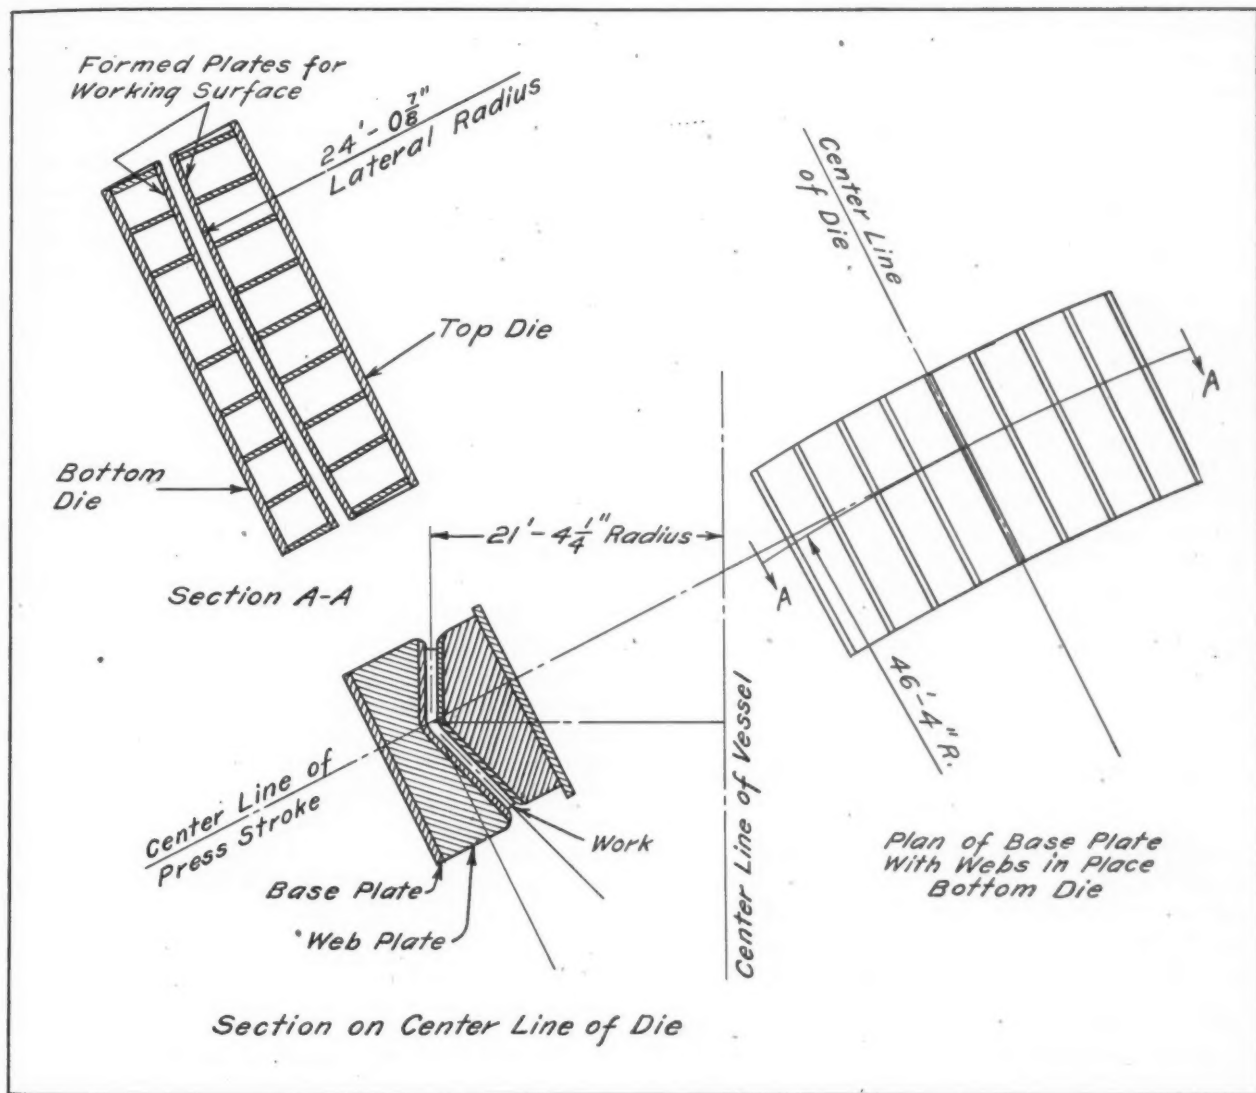 Formed Plates for
Working Surface
24'-0 7/8"
Lateral Radius
Top Die
Bottom
Die
Section A-A
Center Line
of Die
A
A
21'-4 1/4" Radius
46'-4" R.
Center Line of Vessel
Center Line of
Press Stroke
Work
Base Plate
Web Plate
Plan of Base Plate
With Webs in Place
Bottom Die
Section on Center Line of Die